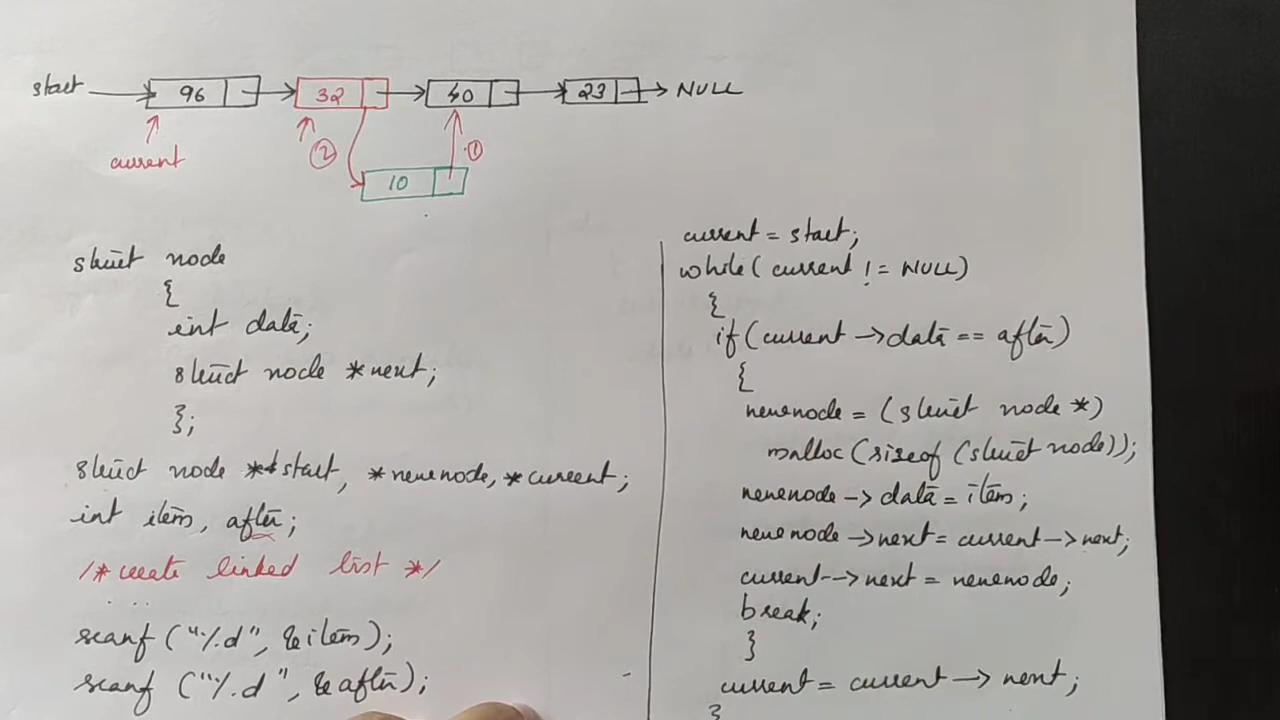 start 96 32 40 23 NULL
current 2 1
10
struct node
{
int data;
struct node *next;
};
struct node *start, *newnode, *current;
int item, after;
/*create linked list */
...
scanf ("%d", &item);
scanf ("%d", &after);
current = start;
while( current != NULL)
{
if(current ->data == after)
{
newnode = (struct node *)
malloc (sizeof (struct node));
newnode -> data = item;
newnode ->next = current->next;
current->next = newnode;
break;
}
current = current -> next;
}